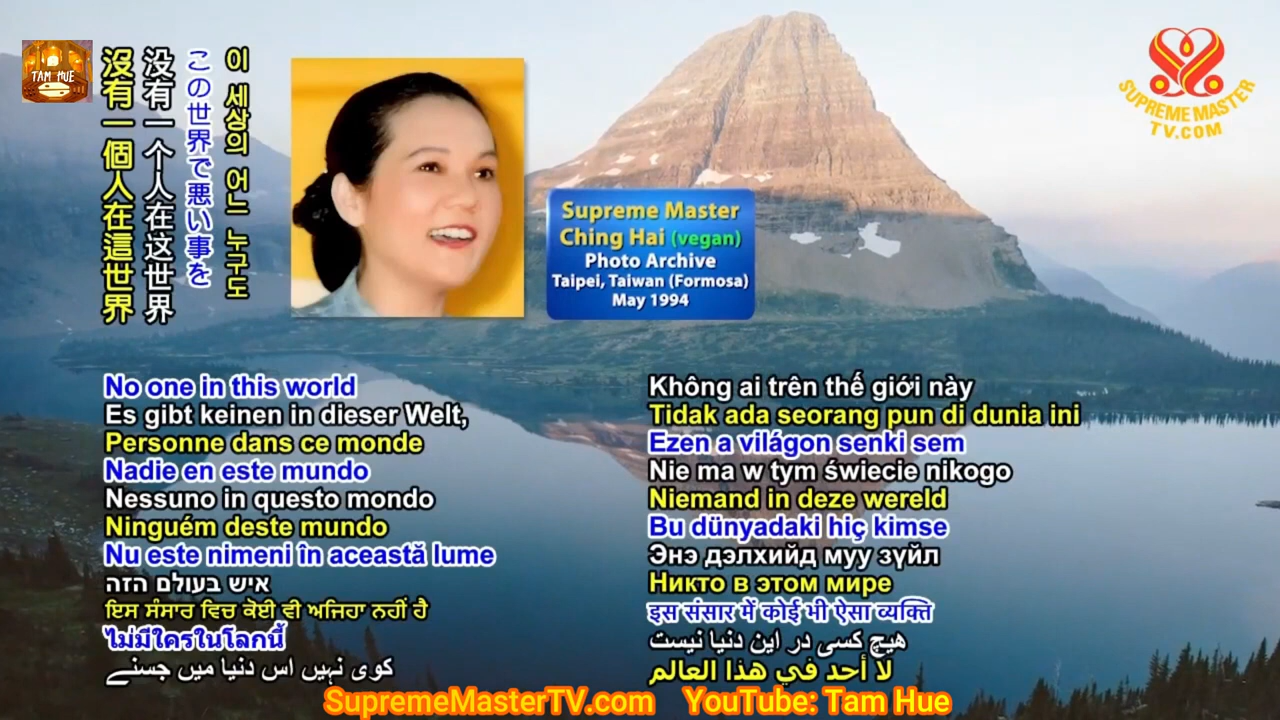 TAM HUE
沒有一個人在這世界
没有一个人在这世界
この世界で悪い事を
이 세상의 어느 누구도
Supreme Master
Ching Hai (vegan)
Photo Archive
Taipei, Taiwan (Formosa)
May 1994
SUPREME MASTER
TV.COM
No one in this world
Es gibt keinen in dieser Welt,
Personne dans ce monde
Nadie en este mundo
Nessuno in questo mondo
Ninguém deste mundo
Nu este nimeni în această lume
איש בעולם הזה
ਇਸ ਸੰਸਾਰ ਵਿਚ ਕੋਈ ਵੀ ਅਜਿਹਾ ਨਹੀਂ ਹੈ
ไม่มีใครในโลกนี้
کوی نہیں اس دنیا میں جسنے
Không ai trên thế giới này
Tidak ada seorang pun di dunia ini
Ezen a világon senki sem
Nie ma w tym świecie nikogo
Niemand in deze wereld
Bu dünyadaki hiç kimse
Энэ дэлхийд муу зүйл
Никто в этом мире
इस संसार में कोई भी ऐसा व्यक्ति
هیچ کسی در این دنیا نیست
لا أحد في هذا العالم
SupremeMasterTV.com YouTube: Tam Hue